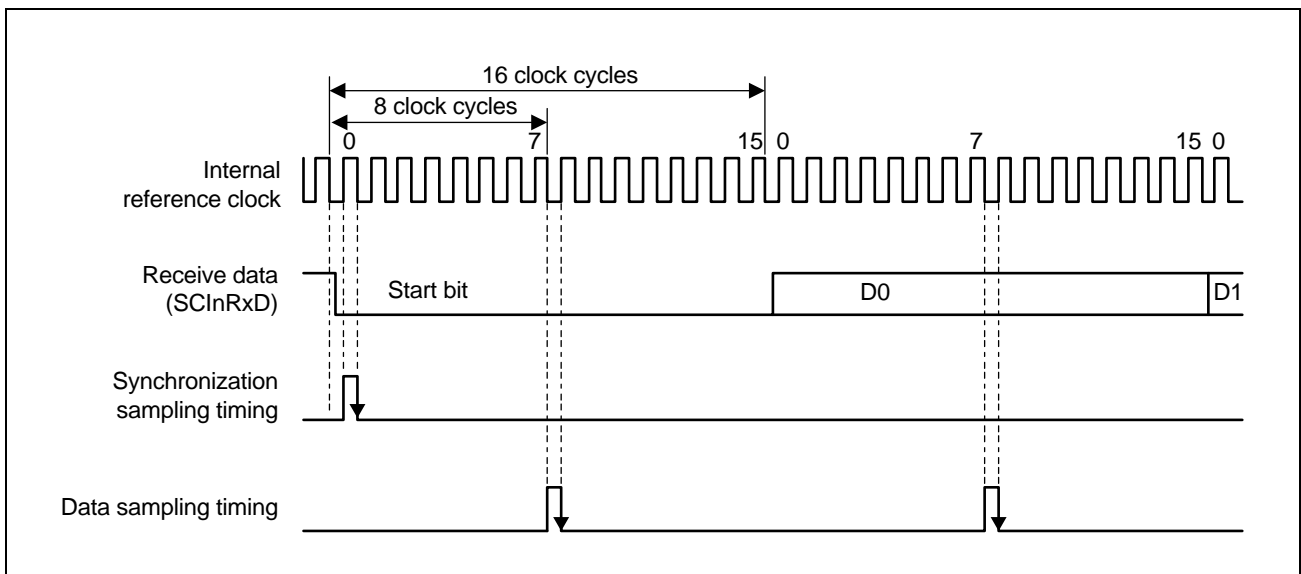 16 clock cycles
8 clock cycles
0 7 15 0 7 15 0
Internal
reference clock
Receive data
(SCInRxD)
Start bit
D0
D1
Synchronization
sampling timing
Data sampling timing